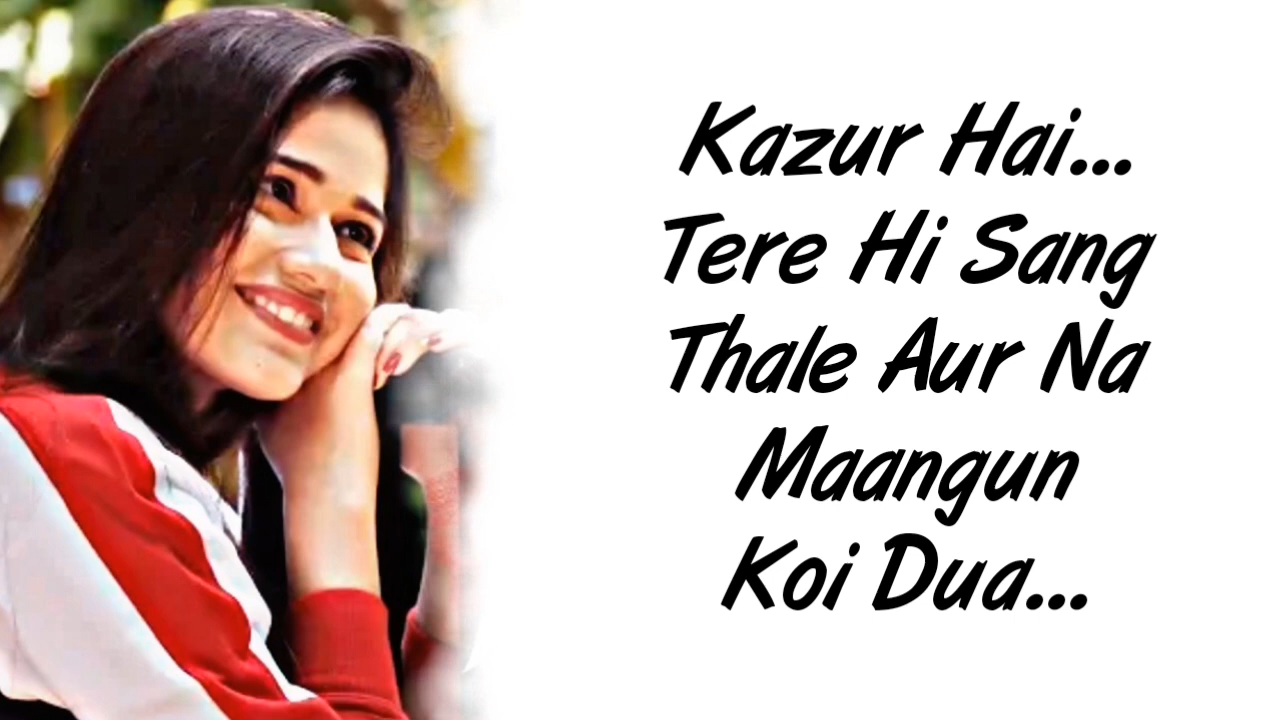 Kazur Hai...
Tere Hi Sang
Thale Aur Na
Maangun
Koi Dua...